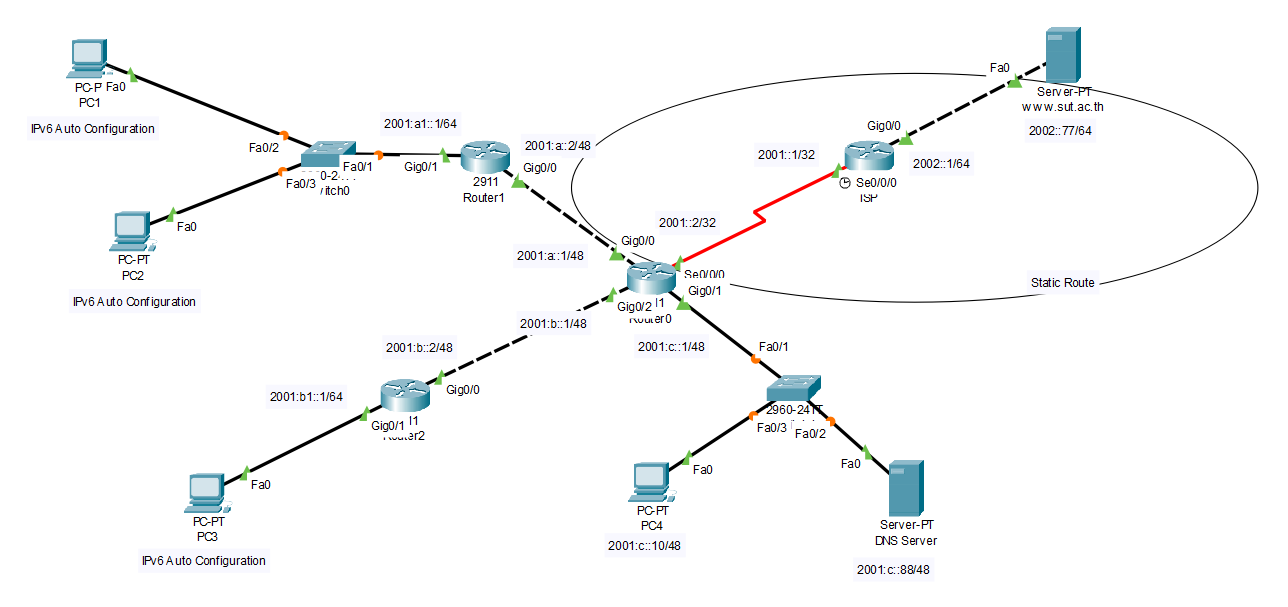 Fa0
PC1
IPv6 Auto Configuration
Fa0/2
Fa0/1
Fa0/3
Fa0
PC-PT
PC2
IPv6 Auto Configuration
2001:a1::1/64
Gig0/1
2911
Router1
2001:a::2/48
Gig0/0
2001:a::1/48
Gig0/0
Fa0
Server-PT
www.sut.ac.th
2002::77/64
Gig0/0
2001::1/32
2002::1/64
Se0/0/0
ISP
2001::2/32
Se0/0/0
Gig0/1
Gig0/2
Router0
Static Route
2001:b::1/48
2001:c::1/48
2001:b::2/48
Gig0/0
2001:b1::1/64
Gig0/1
Router2
Fa0
PC-PT
PC3
IPv6 Auto Configuration
Fa0/1
2960-24TT
Fa0/3
Fa0/2
Fa0
PC-PT
PC4
2001:c::10/48
Fa0
Server-PT
DNS Server
2001:c::88/48